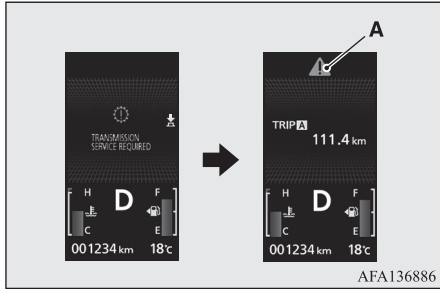 A
TRANSMISSION
SERVICE REQUIRED
F H D F
C E
001234 km 18°c
TRIP A
111.4 km
F H D F
C E
001234 km 18°c
AFA136886